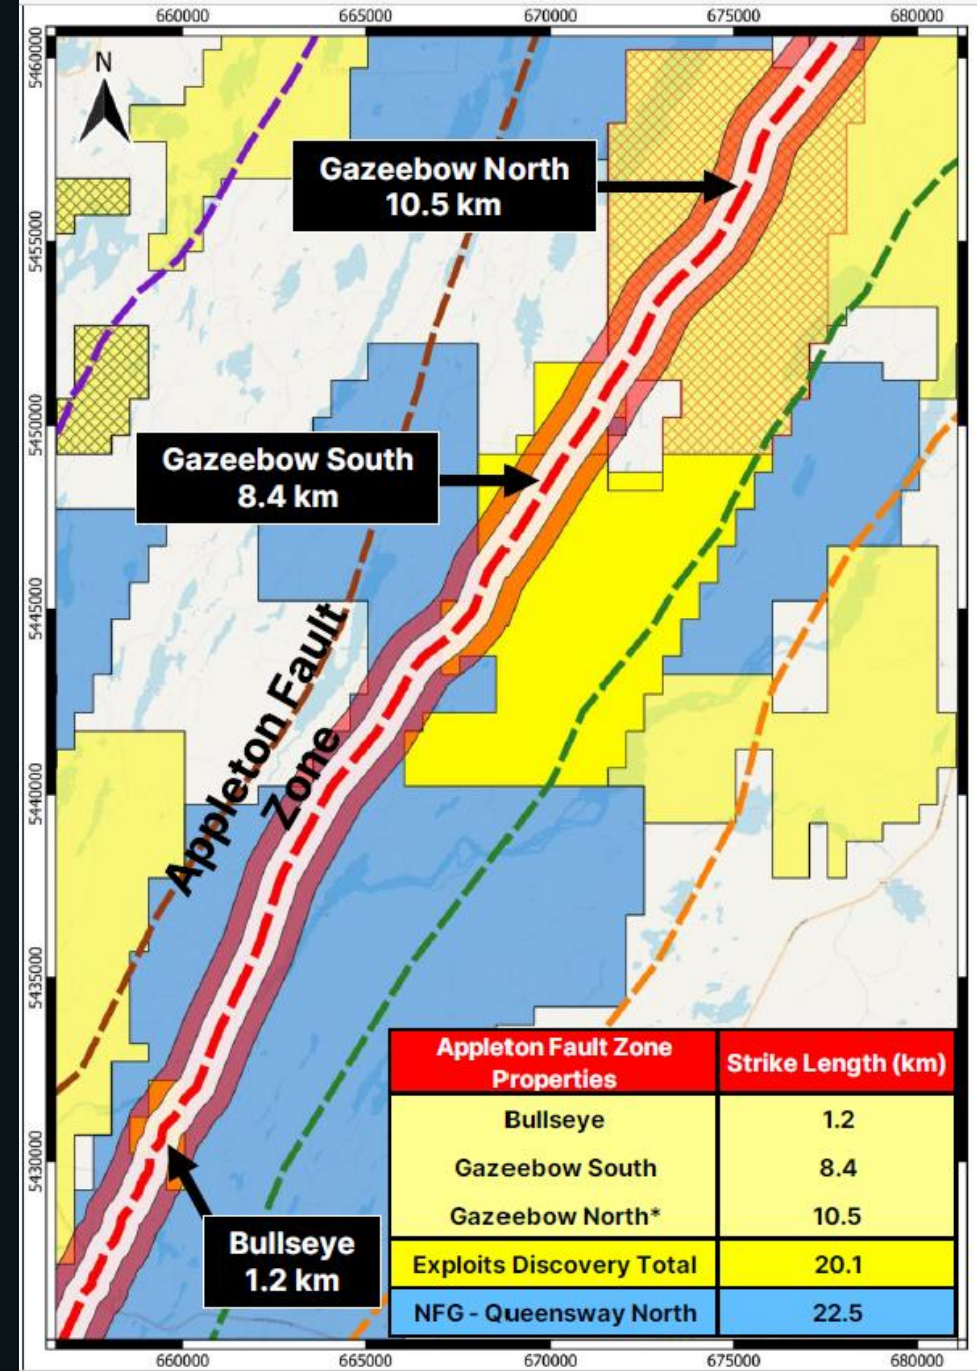 660000 665000 670000 675000 680000
5460000
N
Gazeebow North
10.5 km
5455000
5450000
Gazeebow South
8.4 km
5445000
Appleton Fault
Zone
5440000
5435000
Appleton Fault Zone
Properties
Strike Length (km)
Bullseye 1.2
5430000
Gazeebow South 8.4
Gazeebow North* 10.5
Bullseye
1.2 km
Exploits Discovery Total 20.1
NFG - Queensway North 22.5
660000 665000 670000 675000 680000